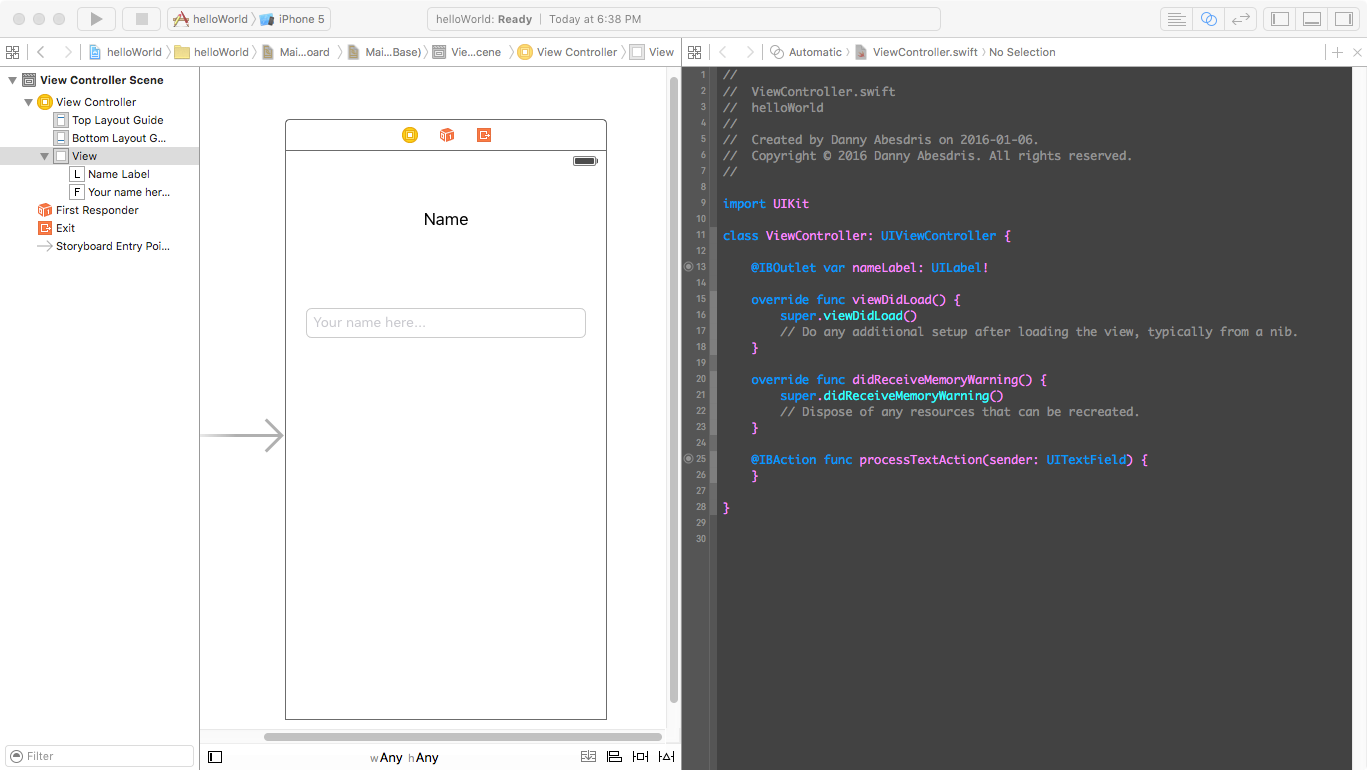 helloWorld iPhone 5
helloWorld: Ready | Today at 6:38 PM
helloWorld helloWorld Mai...oard Mai...Base) Vie...cene View Controller View
Automatic ViewController.swift No Selection
View Controller Scene
View Controller
Top Layout Guide
Bottom Layout G...
View
L Name Label
F Your name her...
First Responder
Exit
Storyboard Entry Poi...
Filter
Name
Your name here...
wAny hAny
1 //
2 //  ViewController.swift
3 //  helloWorld
4 //
5 //  Created by Danny Abesdris on 2016-01-06.
6 //  Copyright © 2016 Danny Abesdris. All rights reserved.
7 //
8
9 import UIKit
10
11 class ViewController: UIViewController {
12
13     @IBOutlet var nameLabel: UILabel!
14
15     override func viewDidLoad() {
16         super.viewDidLoad()
17         // Do any additional setup after loading the view, typically from a nib.
18     }
19
20     override func didReceiveMemoryWarning() {
21         super.didReceiveMemoryWarning()
22         // Dispose of any resources that can be recreated.
23     }
24
25     @IBAction func processTextAction(sender: UITextField) {
26     }
27
28 }
29
30